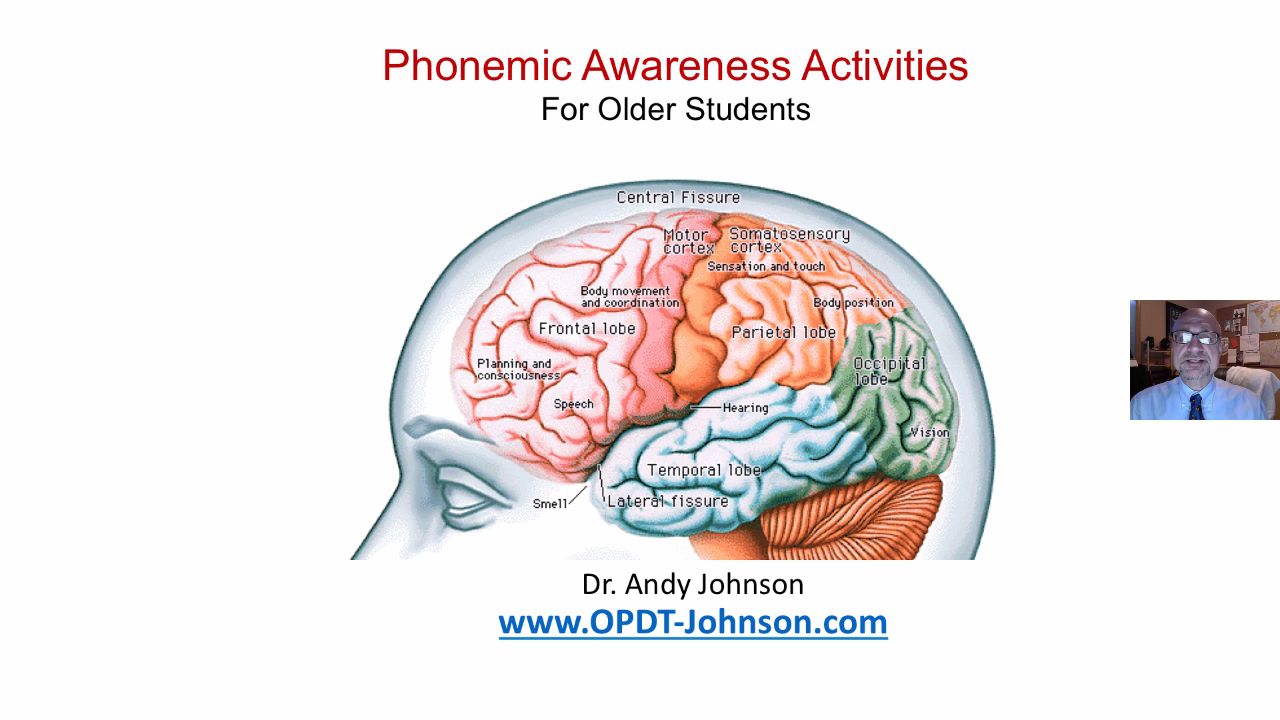 Phonemic Awareness Activities
For Older Students
Central Fissure
Motor
cortex
Somatosensory
cortex
Sensation and touch
Body movement
and coordination
Body position
Frontal lobe
Parietal lobe
Planning and
consciousness
Occipital
lobe
Speech
Hearing
Vision
Temporal lobe
Smell
Lateral fissure
Dr. Andy Johnson
www.OPDT-Johnson.com